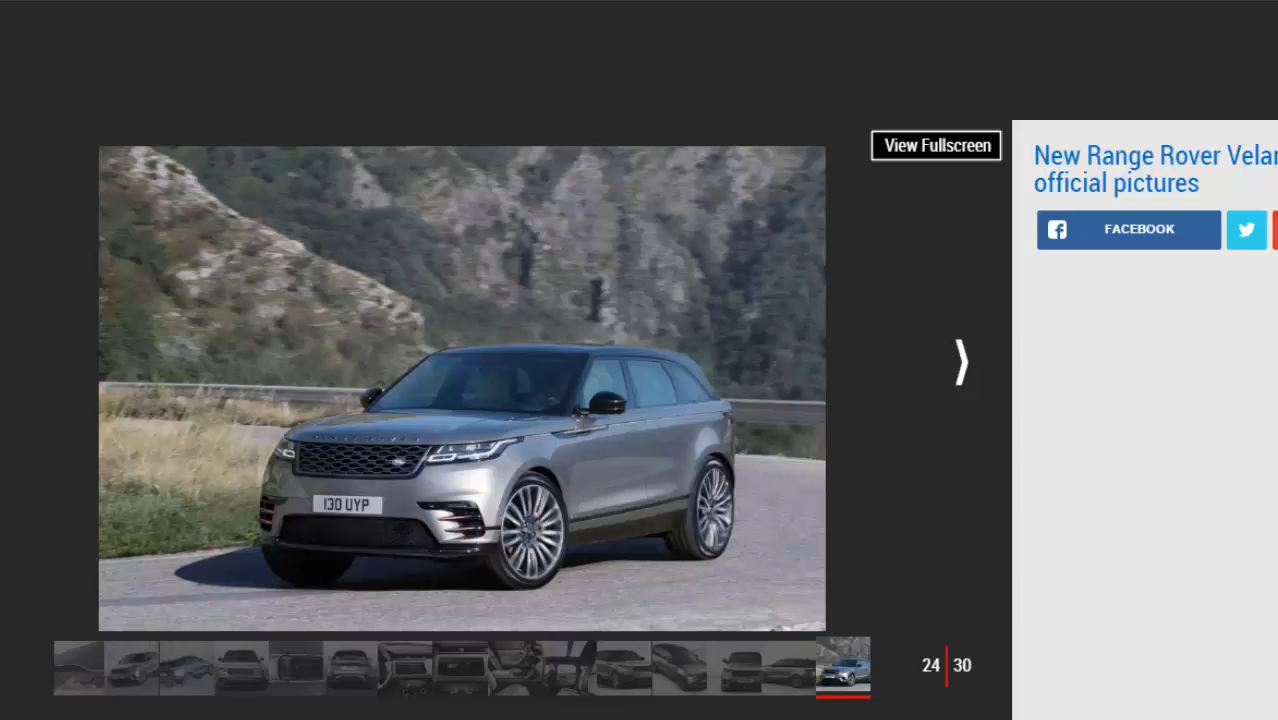 View Fullscreen
New Range Rover Velar
official pictures
FACEBOOK
130 UYP
24 30